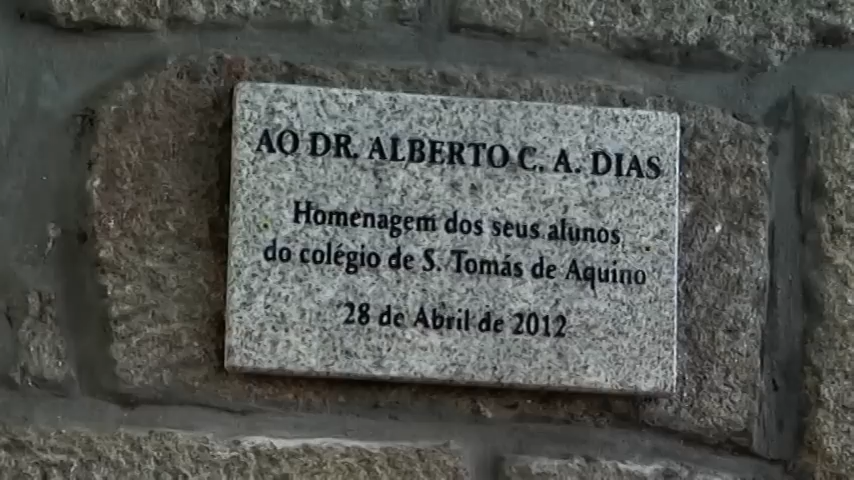 AO DR. ALBERTO C. A. DIAS
Homenagem dos seus alunos
do colégio de S. Tomás de Aquino
28 de Abril de 2012